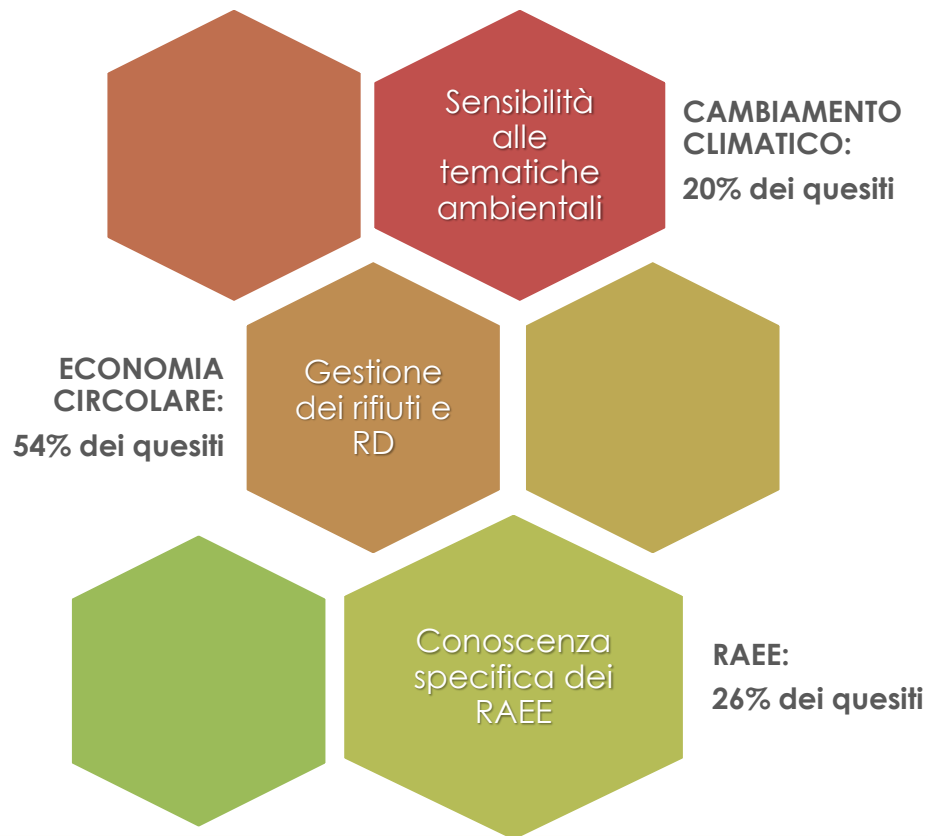 Sensibilità
alle
tematiche
ambientali
CAMBIAMENTO
CLIMATICO:
20% dei quesiti
ECONOMIA
CIRCOLARE:
54% dei quesiti
Gestione
dei rifiuti e
RD
Conoscenza
specifica dei
RAEE
RAEE:
26% dei quesiti